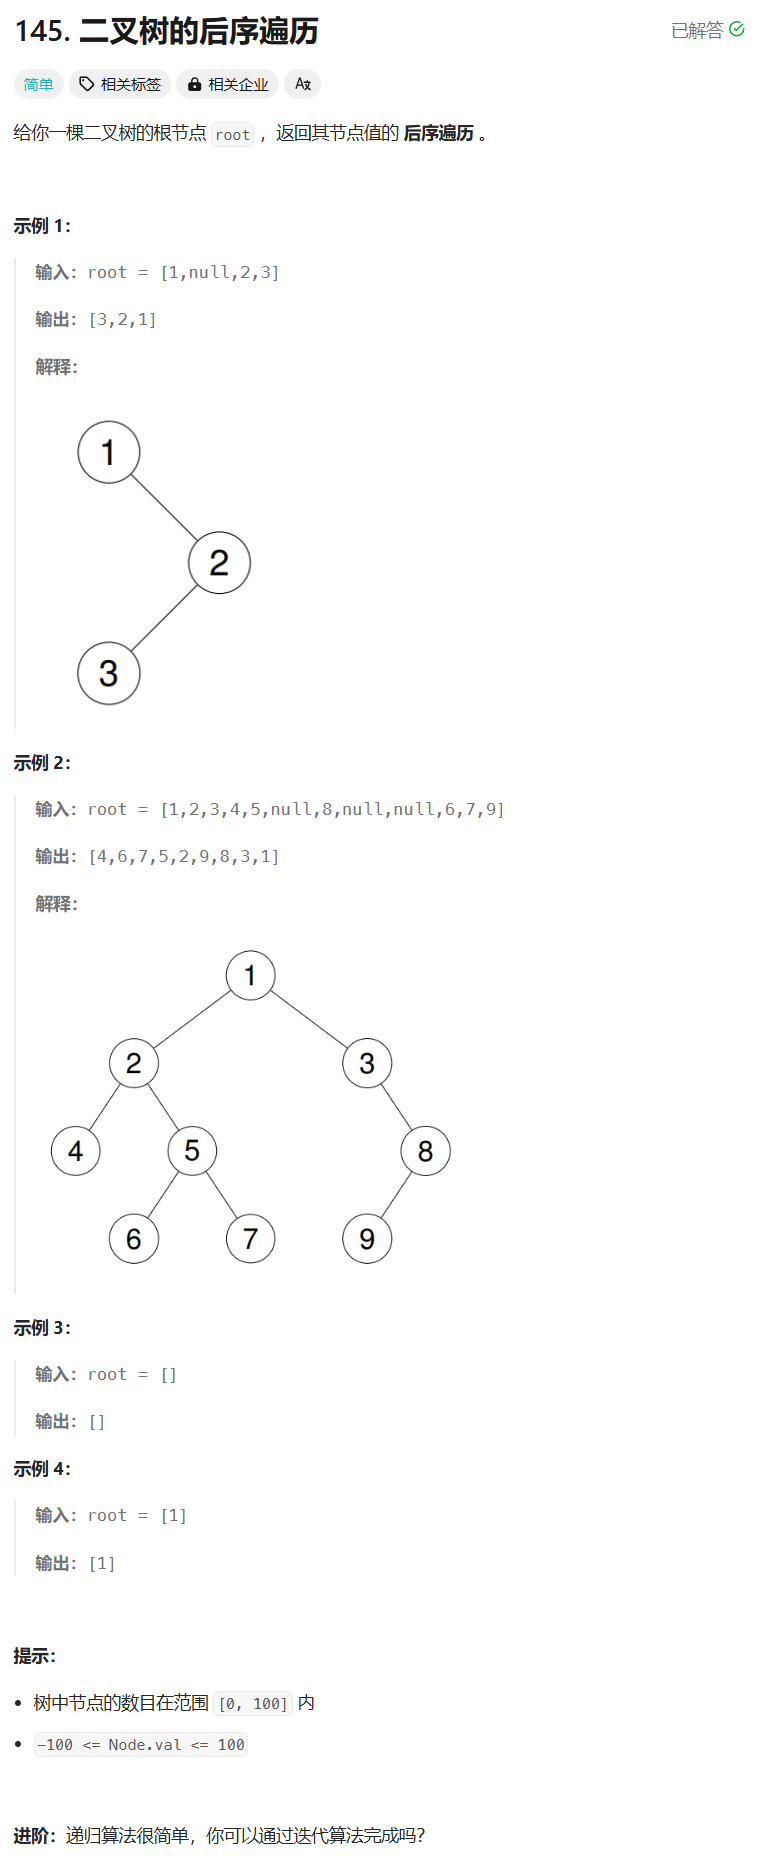 145. 二叉树的后序遍历
已解答
简单 相关标签 相关企业
给你一棵二叉树的根节点 root ，返回其节点值的 后序遍历 。
示例 1：
输入：root = [1,null,2,3]
输出：[3,2,1]
解释：
1
2
3
示例 2：
输入：root = [1,2,3,4,5,null,8,null,null,6,7,9]
输出：[4,6,7,5,2,9,8,3,1]
解释：
1
2 3
4 5 8
6 7 9
示例 3：
输入：root = []
输出：[]
示例 4：
输入：root = [1]
输出：[1]
提示：
• 树中节点的数目在范围 [0, 100] 内
• -100 <= Node.val <= 100
进阶：递归算法很简单，你可以通过迭代算法完成吗？